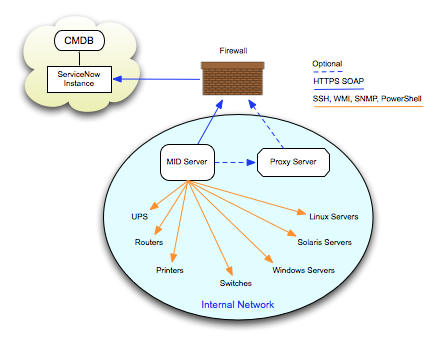 CMDB
ServiceNow
Instance
Firewall
Optional
HTTPS SOAP
SSH, WMI, SNMP, PowerShell
MID Server
Proxy Server
UPS
Linux Servers
Routers
Solaris Servers
Printers
Windows Servers
Switches
Internal Network